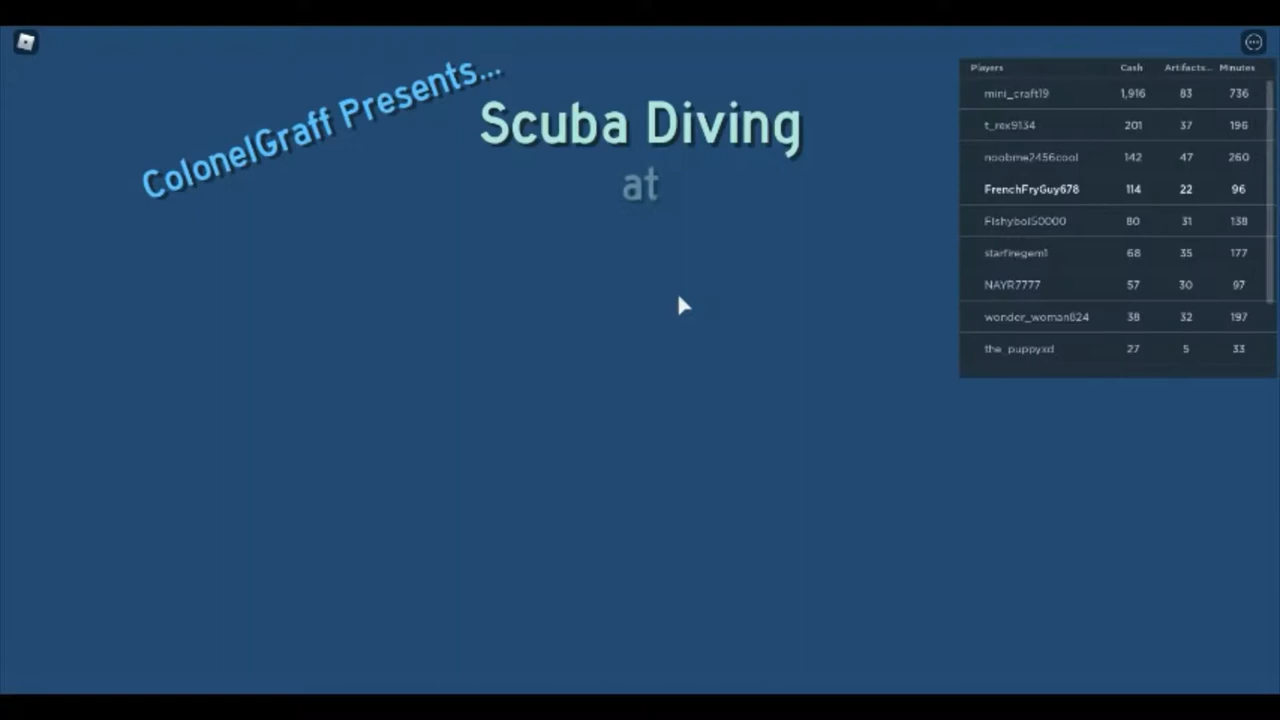 ColonelGraff Presents...
Scuba Diving
at
Players Cash Artifacts... Minutes
mini_craft19 1,916 83 736
t_rex9134 201 37 196
noobme2456cool 142 47 260
FrenchFryGuy678 114 22 96
Fishyboi50000 80 31 138
starfiregem1 68 35 177
NAYR7777 57 30 97
wonder_woman824 38 32 197
the_puppyxd 27 5 33